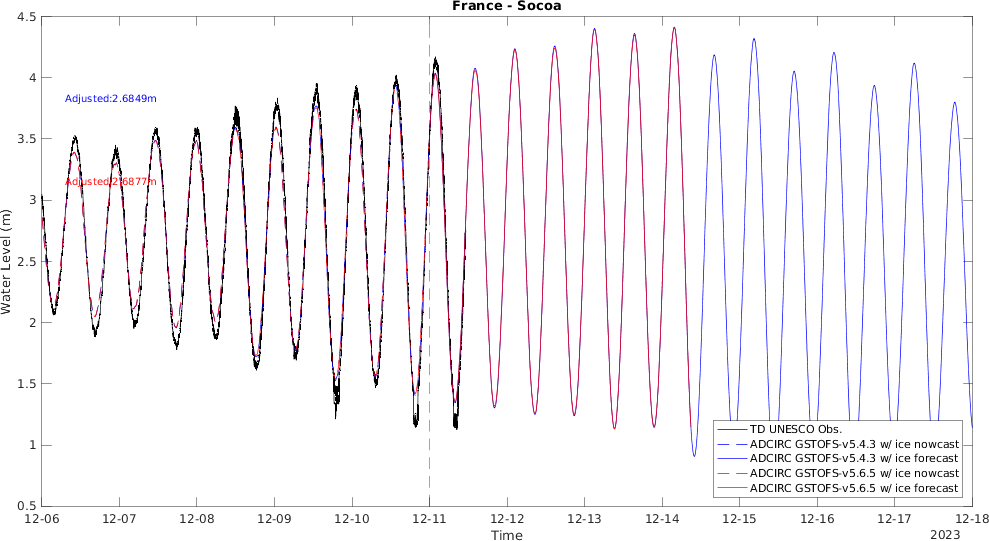 France - Socoa
4.5
4
3.5
3
2.5
2
1.5
1
0.5
Water Level (m)
Adjusted:2.6849m
Adjusted:2.6877m
TD UNESCO Obs.
ADCIRC GSTOFS-v5.4.3 w/ ice nowcast
ADCIRC GSTOFS-v5.4.3 w/ ice forecast
ADCIRC GSTOFS-v5.6.5 w/ ice nowcast
ADCIRC GSTOFS-v5.6.5 w/ ice forecast
12-06 12-07 12-08 12-09 12-10 12-11 12-12 12-13 12-14 12-15 12-16 12-17 12-18
Time
2023